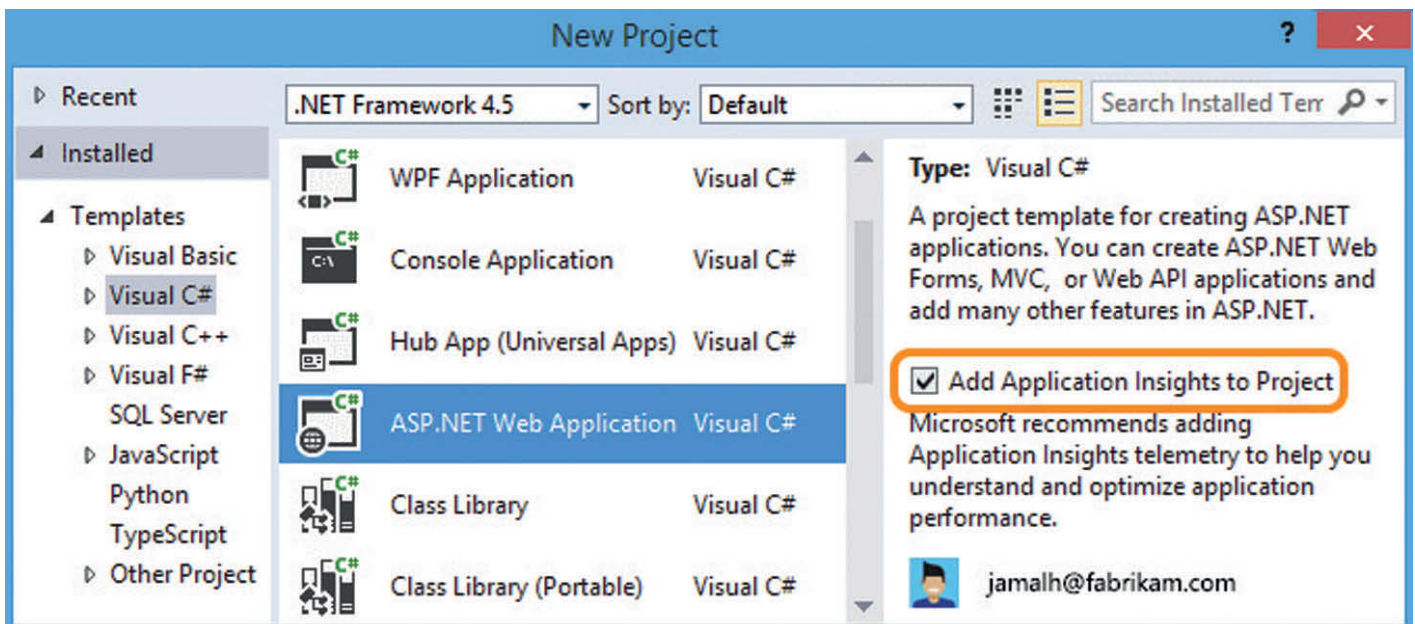 New Project
?
Recent
Installed
Templates
Visual Basic
Visual C#
Visual C++
Visual F#
SQL Server
JavaScript
Python
TypeScript
Other Project
.NET Framework 4.5
Sort by:
Default
Search Installed Tem
WPF Application Visual C#
Console Application Visual C#
Hub App (Universal Apps) Visual C#
ASP.NET Web Application Visual C#
Class Library Visual C#
Class Library (Portable) Visual C#
C#
C#
C:\
C#
C#
C#
C#
Type: Visual C#
A project template for creating ASP.NET
applications. You can create ASP.NET Web
Forms, MVC, or Web API applications and
add many other features in ASP.NET.
Add Application Insights to Project
Microsoft recommends adding
Application Insights telemetry to help you
understand and optimize application
performance.
jamalh@fabrikam.com